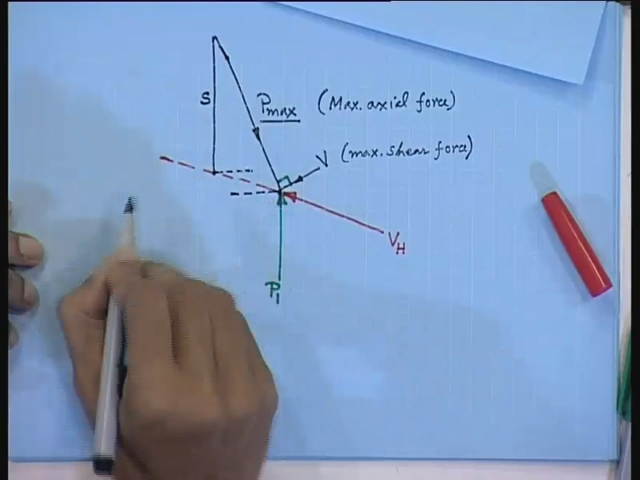 S
Pmax (Max. axial force)
V (max. shear force)
VH
P1